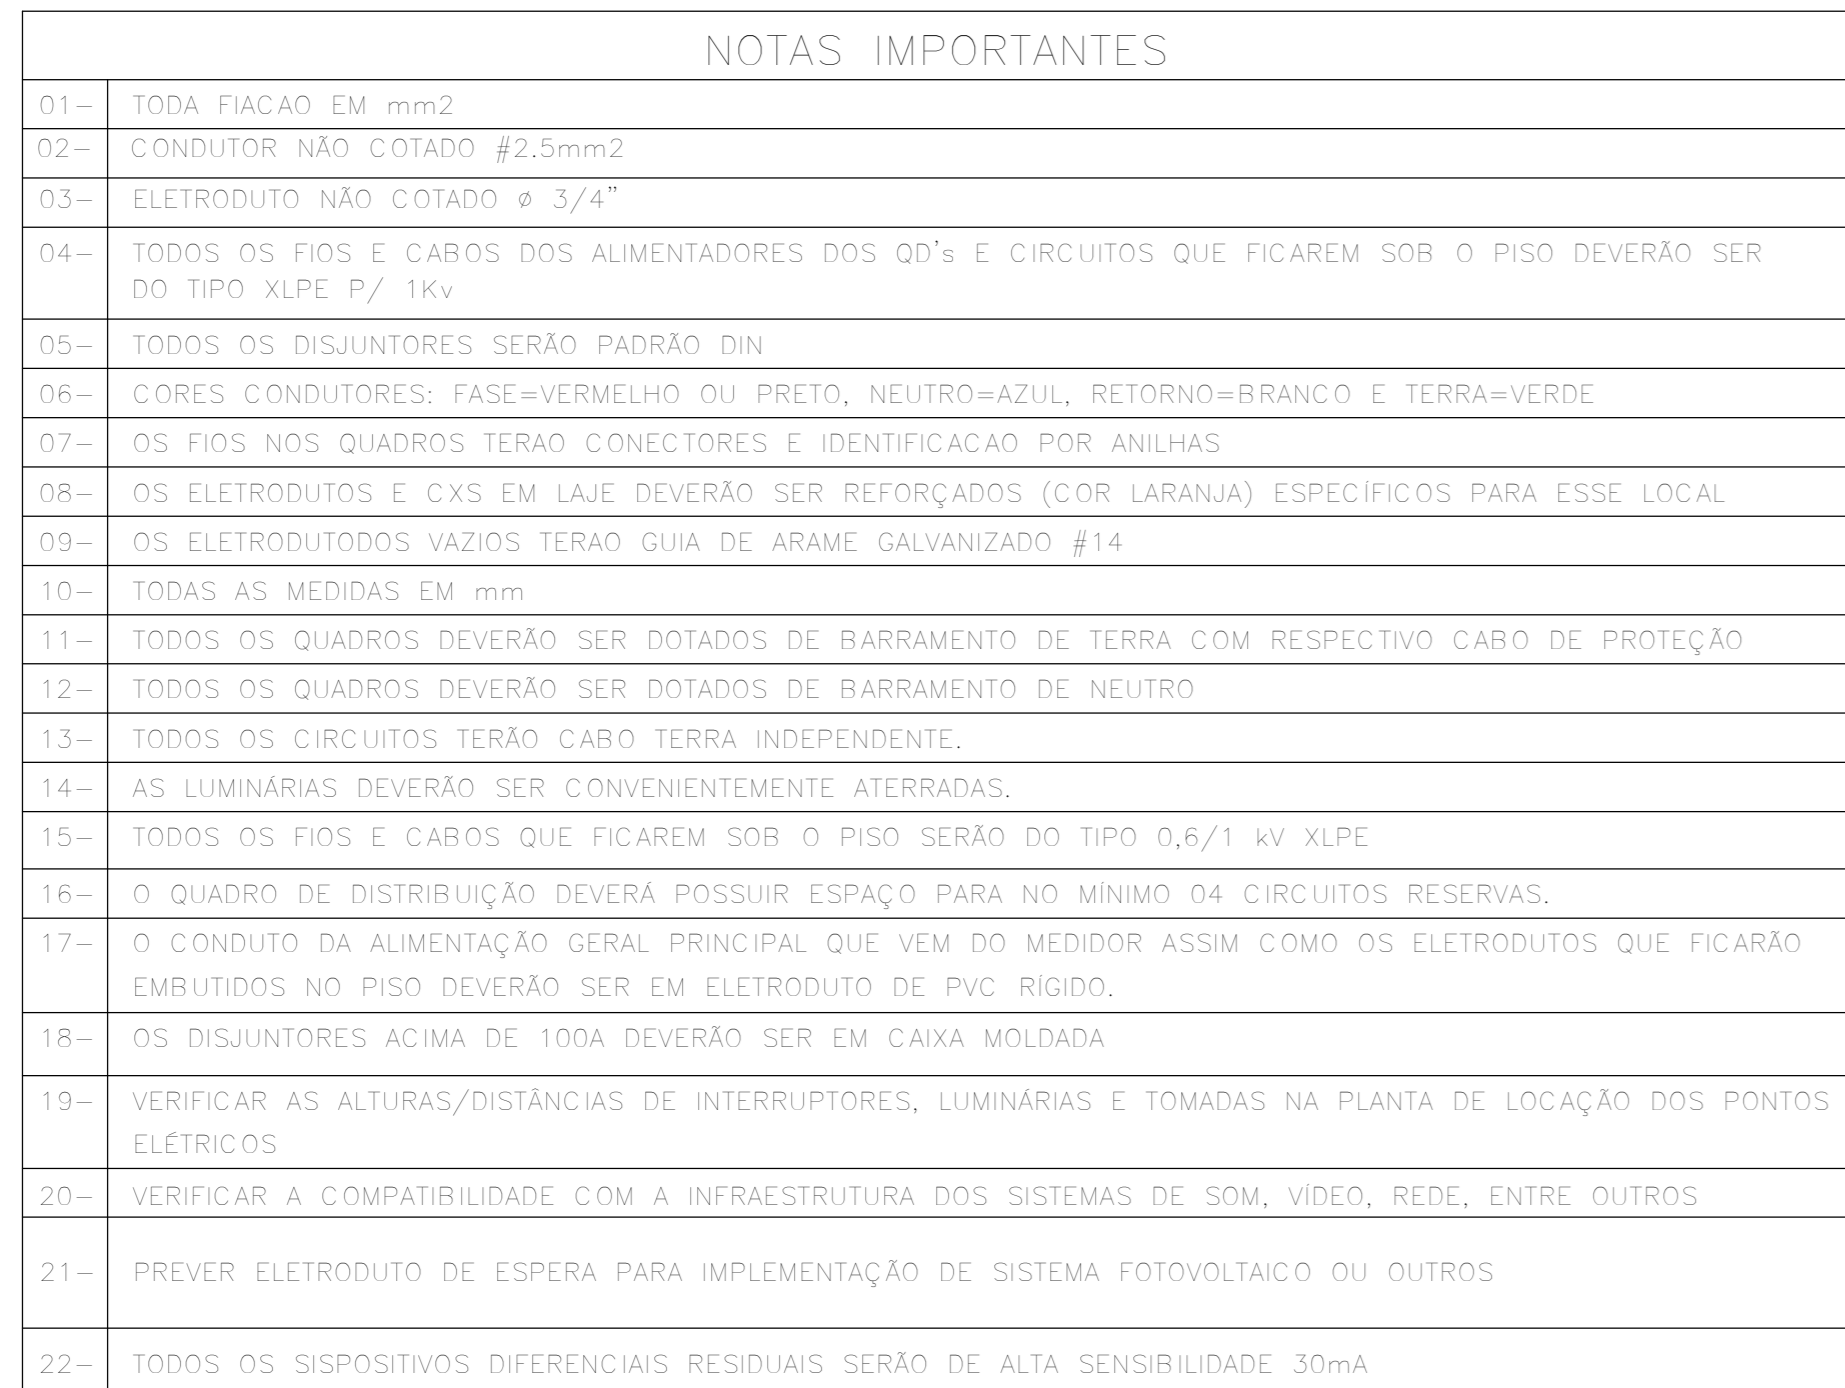 NOTAS IMPORTANTES
01- TODA FIACAO EM mm2
02- CONDUTOR NÃO COTADO #2.5mm2
03- ELETRODUTO NÃO COTADO ø 3/4"
04- TODOS OS FIOS E CABOS DOS ALIMENTADORES DOS QD's E CIRCUITOS QUE FICAREM SOB O PISO DEVERÃO SER
DO TIPO XLPE P/ 1Kv
05- TODOS OS DISJUNTORES SERÃO PADRÃO DIN
06- CORES CONDUTORES: FASE=VERMELHO OU PRETO, NEUTRO=AZUL, RETORNO=BRANCO E TERRA=VERDE
07- OS FIOS NOS QUADROS TERAO CONECTORES E IDENTIFICACAO POR ANILHAS
08- OS ELETRODUTOS E CXS EM LAJE DEVERÃO SER REFORÇADOS (COR LARANJA) ESPECÍFICOS PARA ESSE LOCAL
09- OS ELETRODUTODOS VAZIOS TERAO GUIA DE ARAME GALVANIZADO #14
10- TODAS AS MEDIDAS EM mm
11- TODOS OS QUADROS DEVERÃO SER DOTADOS DE BARRAMENTO DE TERRA COM RESPECTIVO CABO DE PROTEÇÃO
12- TODOS OS QUADROS DEVERÃO SER DOTADOS DE BARRAMENTO DE NEUTRO
13- TODOS OS CIRCUITOS TERÃO CABO TERRA INDEPENDENTE.
14- AS LUMINÁRIAS DEVERÃO SER CONVENIENTEMENTE ATERRADAS.
15- TODOS OS FIOS E CABOS QUE FICAREM SOB O PISO SERÃO DO TIPO 0,6/1 kV XLPE
16- O QUADRO DE DISTRIBUIÇÃO DEVERÁ POSSUIR ESPAÇO PARA NO MÍNIMO 04 CIRCUITOS RESERVAS.
17- O CONDUTO DA ALIMENTAÇÃO GERAL PRINCIPAL QUE VEM DO MEDIDOR ASSIM COMO OS ELETRODUTOS QUE FICARÃO
EMBUTIDOS NO PISO DEVERÃO SER EM ELETRODUTO DE PVC RÍGIDO.
18- OS DISJUNTORES ACIMA DE 100A DEVERÃO SER EM CAIXA MOLDADA
19- VERIFICAR AS ALTURAS/DISTÂNCIAS DE INTERRUPTORES, LUMINÁRIAS E TOMADAS NA PLANTA DE LOCAÇÃO DOS PONTOS
ELÉTRICOS
20- VERIFICAR A COMPATIBILIDADE COM A INFRAESTRUTURA DOS SISTEMAS DE SOM, VÍDEO, REDE, ENTRE OUTROS
21- PREVER ELETRODUTO DE ESPERA PARA IMPLEMENTAÇÃO DE SISTEMA FOTOVOLTAICO OU OUTROS
22- TODOS OS SISPOSITIVOS DIFERENCIAIS RESIDUAIS SERÃO DE ALTA SENSIBILIDADE 30mA